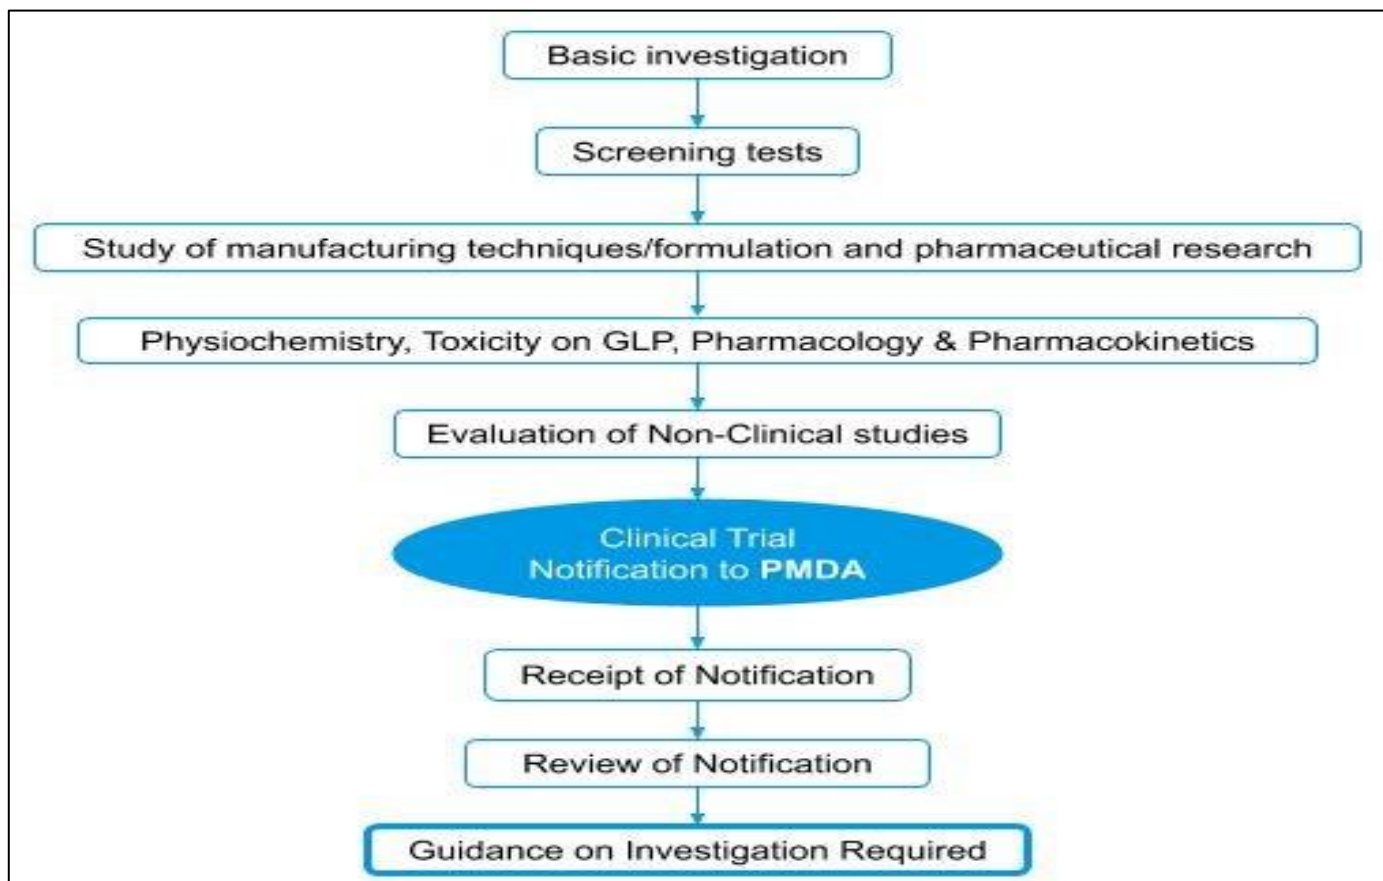 Basic investigation
Screening tests
Study of manufacturing techniques/formulation and pharmaceutical research
Physiochemistry, Toxicity on GLP, Pharmacology & Pharmacokinetics
Evaluation of Non-Clinical studies
Clinical Trial
Notification to PMDA
Receipt of Notification
Review of Notification
Guidance on Investigation Required